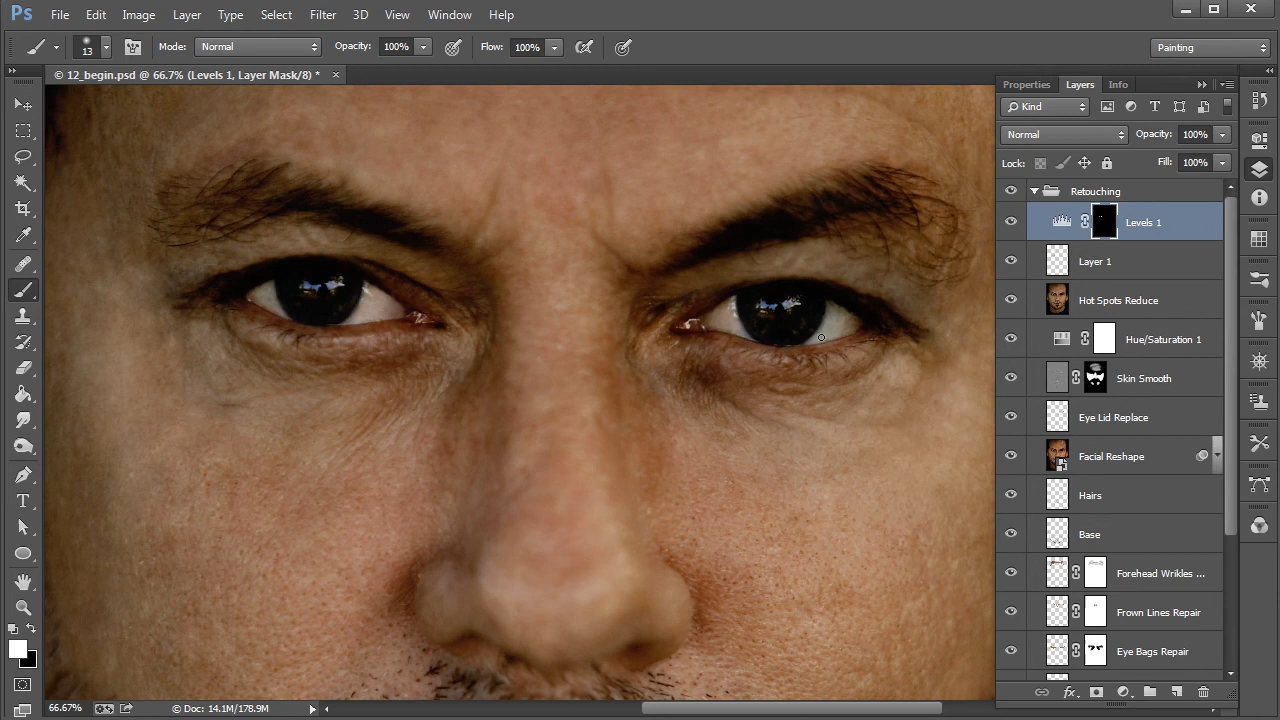 Ps File Edit Image Layer Type Select Filter 3D View Window Help
13 Mode: Normal Opacity: 100% Flow: 100% Painting
© 12_begin.psd @ 66.7% (Levels 1, Layer Mask/8) * ×
Properties Layers Info
Kind
Normal Opacity: 100%
Lock: Fill: 100%
Retouching
Levels 1
Layer 1
Hot Spots Reduce
Hue/Saturation 1
Skin Smooth
Eye Lid Replace
Facial Reshape
Hairs
Base
Forehead Wrikles ...
Frown Lines Repair
Eye Bags Repair
66.67% © Doc: 14.1M/178.9M